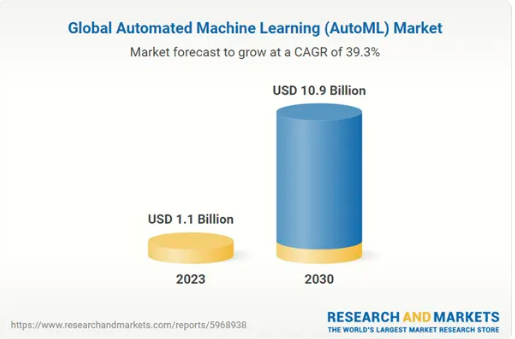 Global Automated Machine Learning (AutoML) Market
Market forecast to grow at a CAGR of 39.3%
USD 10.9 Billion
USD 1.1 Billion
2023
2030
https://www.researchandmarkets.com/reports/5968938
RESEARCH AND MARKETS
THE WORLD'S LARGEST MARKET RESEARCH STORE